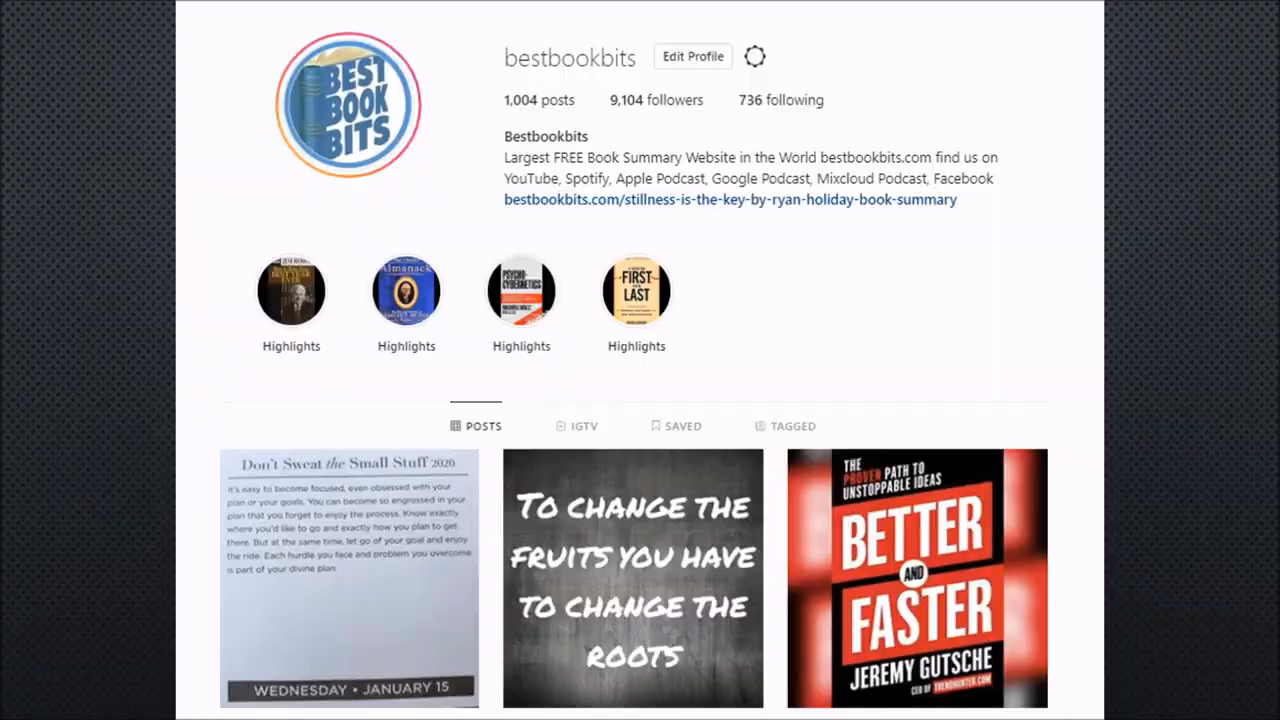 BEST
BOOK
BITS
bestbookbits Edit Profile
1,004 posts 9,104 followers 736 following
Bestbookbits
Largest FREE Book Summary Website in the World bestbookbits.com find us on
YouTube, Spotify, Apple Podcast, Google Podcast, Mixcloud Podcast, Facebook
bestbookbits.com/stillness-is-the-key-by-ryan-holiday-book-summary
BEST YEAR
EVER
Almanack
PSYCHO-
CYBERNETICS
FIRST
LAST
Highlights Highlights Highlights Highlights
POSTS IGTV SAVED TAGGED
Don't Sweat the Small Stuff 2020
It's easy to become focused, even obsessed with your
plan or your goals. You can become so engrossed in your
plan that you forget to enjoy the process. Know exactly
where you'd like to go and exactly how you plan to get
there. But at the same time, let go of your goal and enjoy
the ride. Each hurdle you face and problem you overcome
is part of your divine plan.
WEDNESDAY • JANUARY 15
TO CHANGE THE
FRUITS YOU HAVE
TO CHANGE THE
ROOTS
THE
PROVEN PATH TO
UNSTOPPABLE IDEAS
BETTER
AND
FASTER
JEREMY GUTSCHE
CEO OF TRENDHUNTER.COM